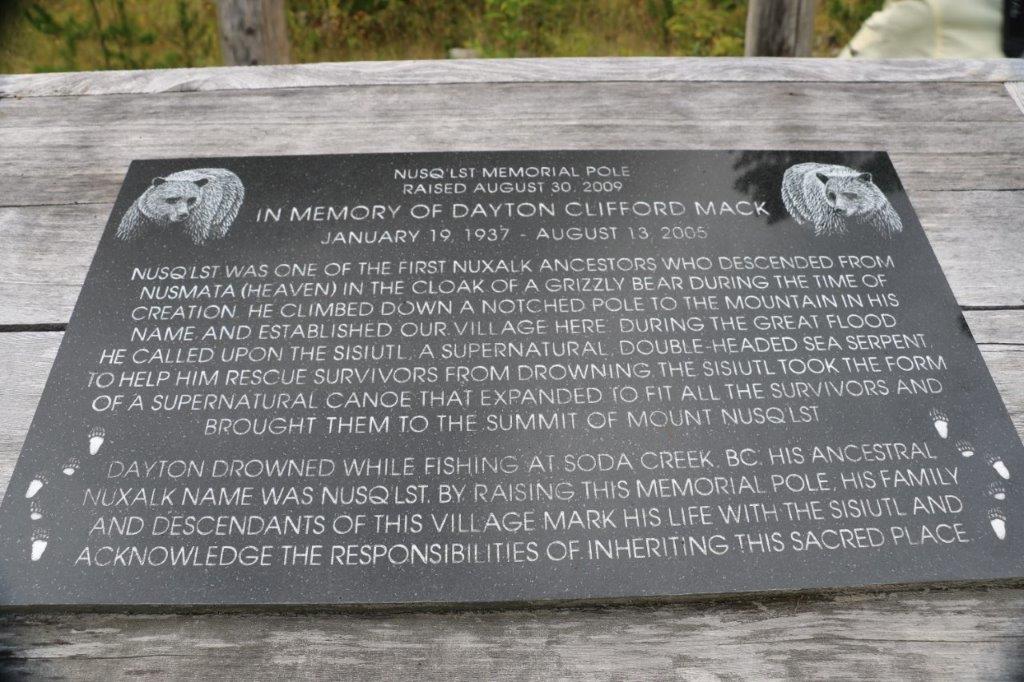 NUSQ'LST MEMORIAL POLE
RAISED AUGUST 30, 2009
IN MEMORY OF DAYTON CLIFFORD MACK
JANUARY 19, 1937 - AUGUST 13, 2005
NUSQ'LST WAS ONE OF THE FIRST NUXALK ANCESTORS WHO DESCENDED FROM
NUSMATA (HEAVEN) IN THE CLOAK OF A GRIZZLY BEAR DURING THE TIME OF
CREATION. HE CLIMBED DOWN A NOTCHED POLE TO THE MOUNTAIN IN HIS
NAME AND ESTABLISHED OUR VILLAGE HERE. DURING THE GREAT FLOOD
HE CALLED UPON THE SISIUTL, A SUPERNATURAL, DOUBLE-HEADED SEA SERPENT,
TO HELP HIM RESCUE SURVIVORS FROM DROWNING. THE SISIUTL TOOK THE FORM
OF A SUPERNATURAL CANOE THAT EXPANDED TO FIT ALL THE SURVIVORS AND
BROUGHT THEM TO THE SUMMIT OF MOUNT NUSQ'LST.
DAYTON DROWNED WHILE FISHING AT SODA CREEK, BC. HIS ANCESTRAL
NUXALK NAME WAS NUSQ'LST. BY RAISING THIS MEMORIAL POLE, HIS FAMILY
AND DESCENDANTS OF THIS VILLAGE MARK HIS LIFE WITH THE SISIUTL AND
ACKNOWLEDGE THE RESPONSIBILITIES OF INHERITING THIS SACRED PLACE.